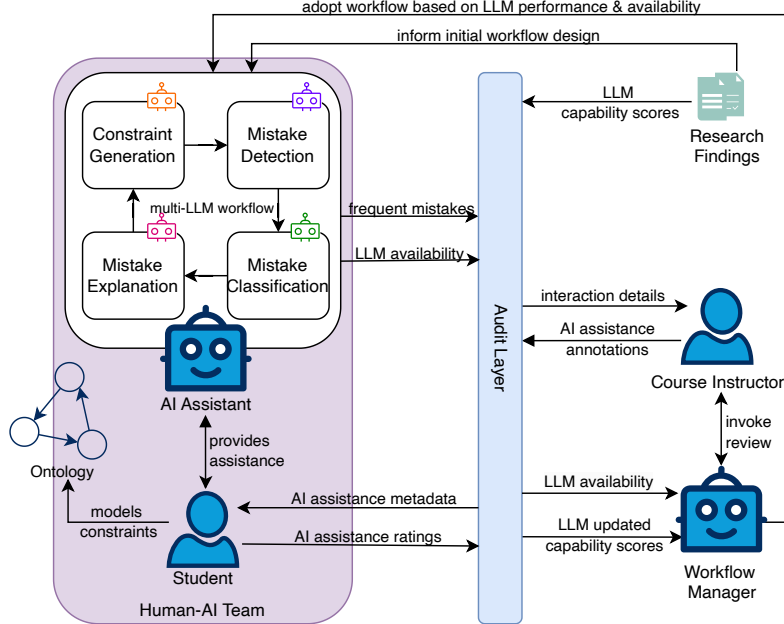 adopt workflow based on LLM performance & availability
inform initial workflow design
Constraint
Generation
Mistake
Detection
LLM
capability scores
Research
Findings
multi-LLM workflow
frequent mistakes
Mistake
Explanation
Mistake
Classification
LLM availability
Audit Layer
interaction details
AI assistance
annotations
Course Instructor
AI Assistant
provides
assistance
invoke
review
Ontology
models
constraints
AI assistance metadata
LLM availability
AI assistance ratings
LLM updated
capability scores
Student
Workflow
Manager
Human-AI Team